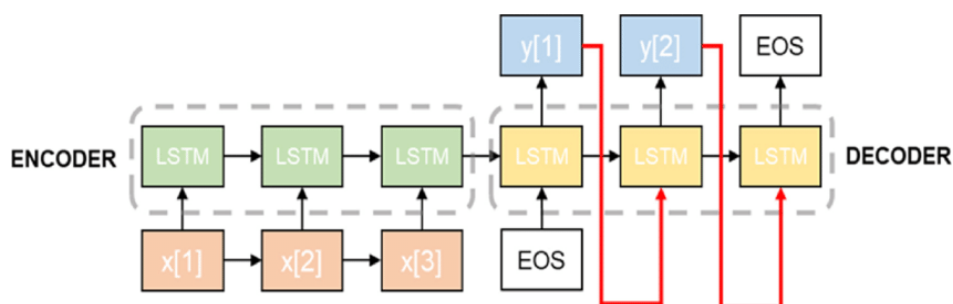 y[1] y[2] EOS
ENCODER LSTM LSTM LSTM LSTM LSTM LSTM DECODER
x[1] x[2] x[3] EOS